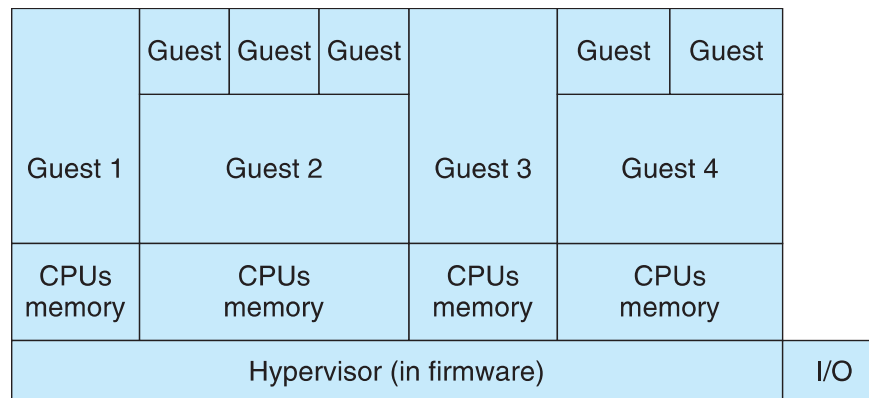 Guest Guest Guest Guest Guest
Guest 1 Guest 2 Guest 3 Guest 4
CPUs CPUs CPUs CPUs
memory memory memory memory
Hypervisor (in firmware) I/O